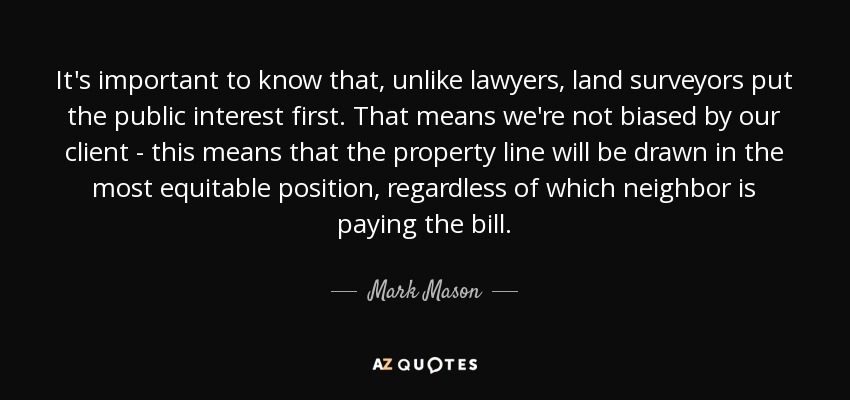 It's important to know that, unlike lawyers, land surveyors put
the public interest first. That means we're not biased by our
client - this means that the property line will be drawn in the
most equitable position, regardless of which neighbor is
paying the bill.
Mark Mason
AZ QUOTES